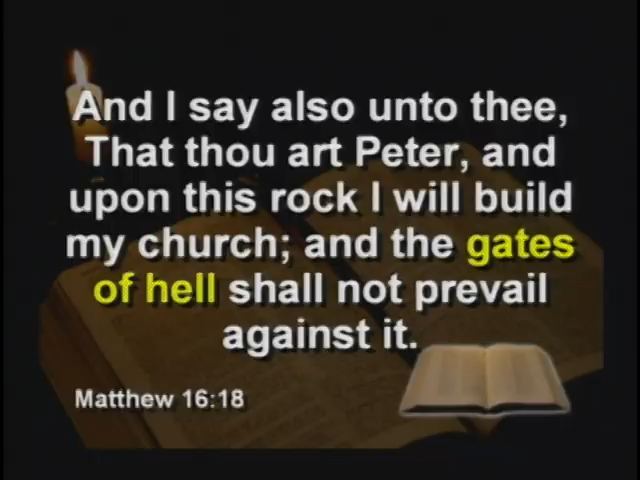 And I say also unto thee,
That thou art Peter, and
upon this rock I will build
my church; and the gates
of hell shall not prevail
against it.
Matthew 16:18